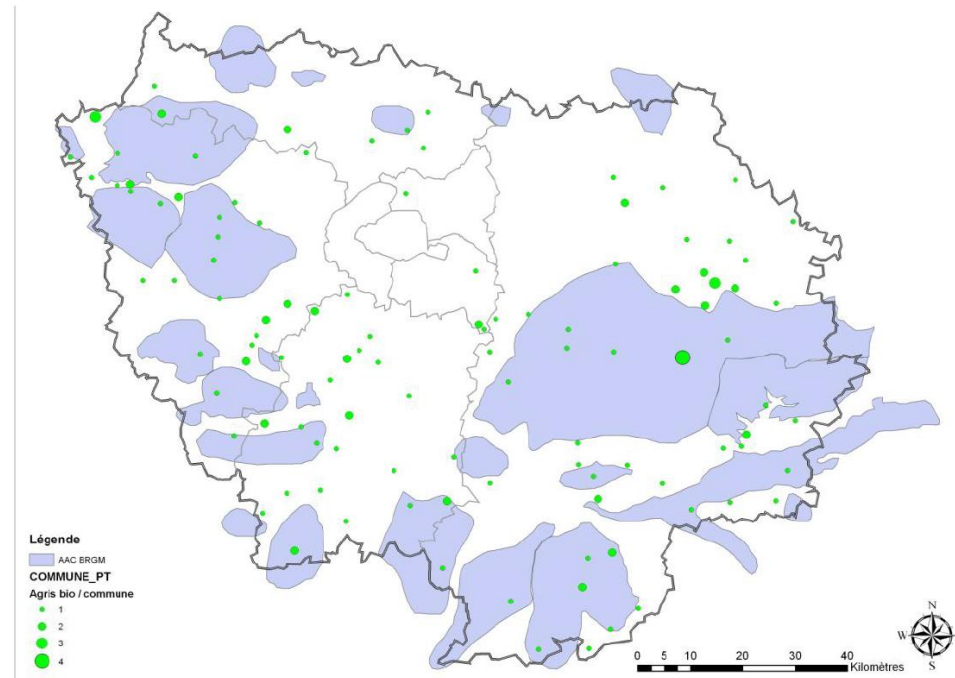 Légende
AAC BRGM
COMMUNE_PT
Agris bio / commune
1
2
3
4
N
W
E
S
0 5 10 20 30 40
Kilomètres